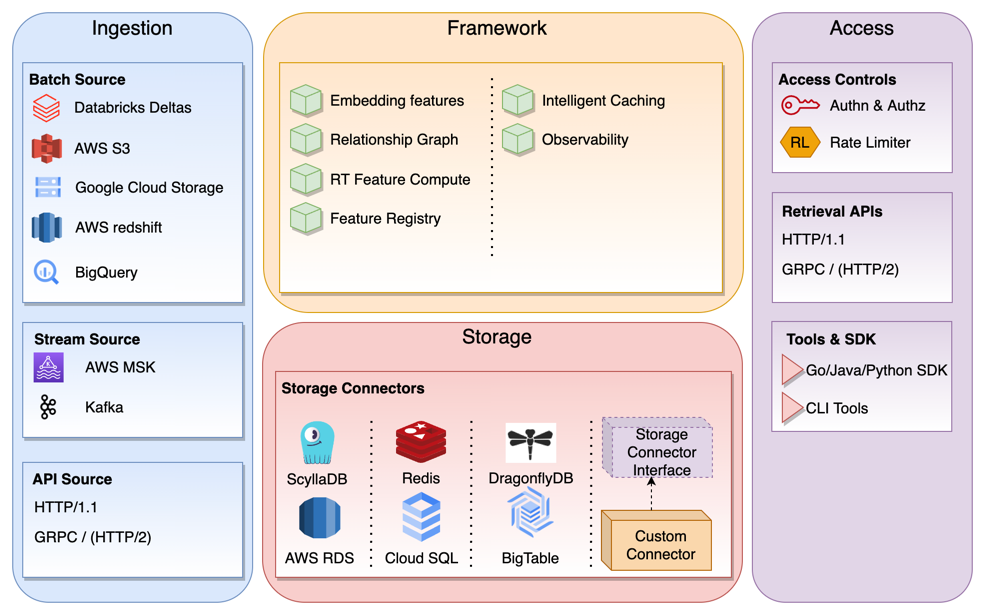 Ingestion
Batch Source
Databricks Deltas
AWS S3
Google Cloud Storage
AWS redshift
BigQuery
Stream Source
AWS MSK
Kafka
API Source
HTTP/1.1
GRPC / (HTTP/2)
Framework
Embedding features
Relationship Graph
RT Feature Compute
Feature Registry
Intelligent Caching
Observability
Storage
Storage Connectors
ScyllaDB
Redis
DragonflyDB
AWS RDS
Cloud SQL
BigTable
Storage
Connector
Interface
Custom
Connector
Access
Access Controls
Authn & Authz
RL
Rate Limiter
Retrieval APIs
HTTP/1.1
GRPC / (HTTP/2)
Tools & SDK
Go/Java/Python SDK
CLI Tools